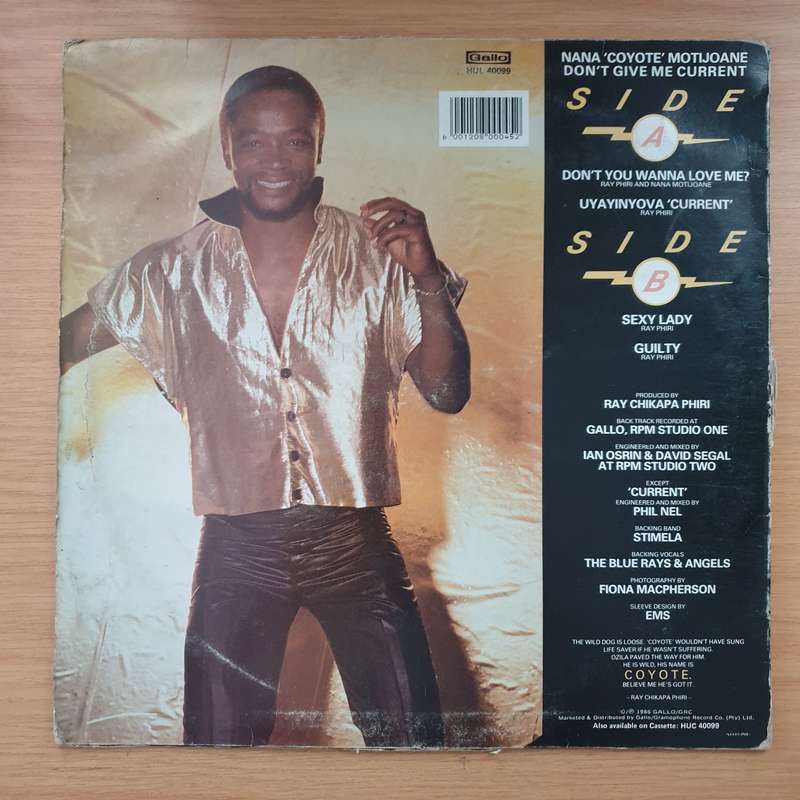 Gallo
HUL 40099
6 001208 000452
NANA 'COYOTE' MOTIJOANE
DON'T GIVE ME CURRENT
SIDE
A
DON'T YOU WANNA LOVE ME?
RAY PHIRI AND NANA MOTIJOANE
UYAYINYOVA 'CURRENT'
RAY PHIRI
SIDE
B
SEXY LADY
RAY PHIRI
GUILTY
RAY PHIRI
PRODUCED BY
RAY CHIKAPA PHIRI
BACK TRACK RECORDED AT
GALLO, RPM STUDIO ONE
ENGINEERED AND MIXED BY
IAN OSRIN & DAVID SEGAL
AT RPM STUDIO TWO
EXCEPT
'CURRENT'
ENGINEERED AND MIXED BY
PHIL NEL
BACKING BAND
STIMELA
BACKING VOCALS
THE BLUE RAYS & ANGELS
PHOTOGRAPHY BY
FIONA MACPHERSON
SLEEVE DESIGN BY
EMS
THE WILD DOG IS LOOSE. 'COYOTE' WOULDN'T HAVE SUNG
LIFE SAVER IF HE WASN'T SUFFERING.
OZILA PAVED THE WAY FOR HIM.
HE IS WILD, HIS NAME IS
COYOTE.
BELIEVE ME HE'S GOT IT.
– RAY CHIKAPA PHIRI –
©/℗ 1986 GALLO/GRC
Marketed & Distributed by Gallo/Gramophone Record Co. (Pty) Ltd.
Also available on Cassette: HUC 40099